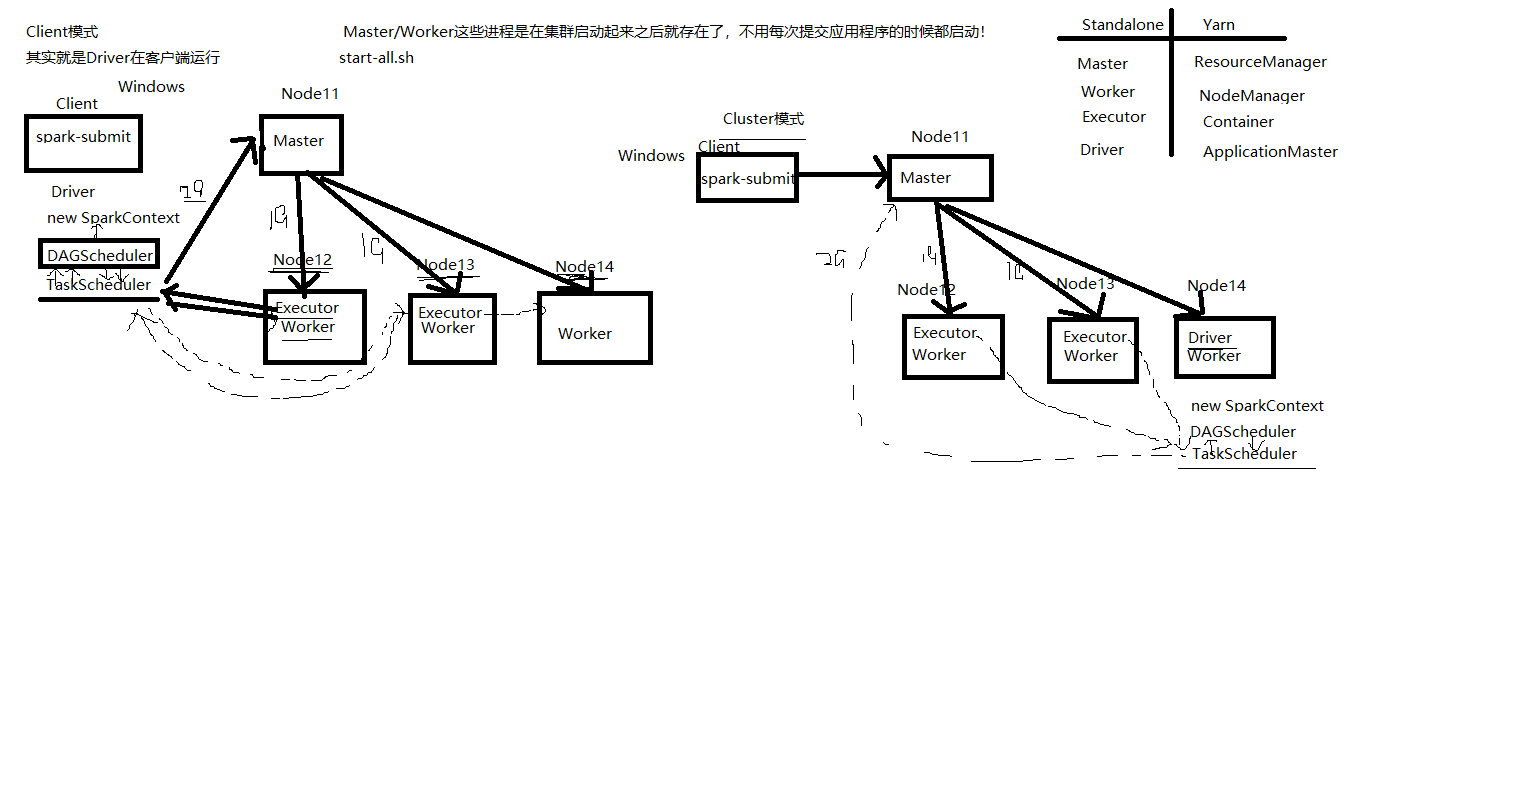 Client模式
其实就是Driver在客户端运行
Windows
Client
spark-submit
Driver
new SparkContext
DAGScheduler
TaskScheduler
Master/Worker这些进程是在集群启动起来之后就存在了，不用每次提交应用程序的时候都启动！
start-all.sh
Node11
Master
2G
1G
1G
Node12
Executor
Worker
Node13
Executor
Worker
Node14
Worker
Cluster模式
Windows
Client
spark-submit
Node11
Master
2G
1G
1G
Node12
Executor
Worker
Node13
Executor
Worker
Node14
Driver
Worker
new SparkContext
DAGScheduler
TaskScheduler
Standalone Yarn
Master ResourceManager
Worker NodeManager
Executor Container
Driver ApplicationMaster